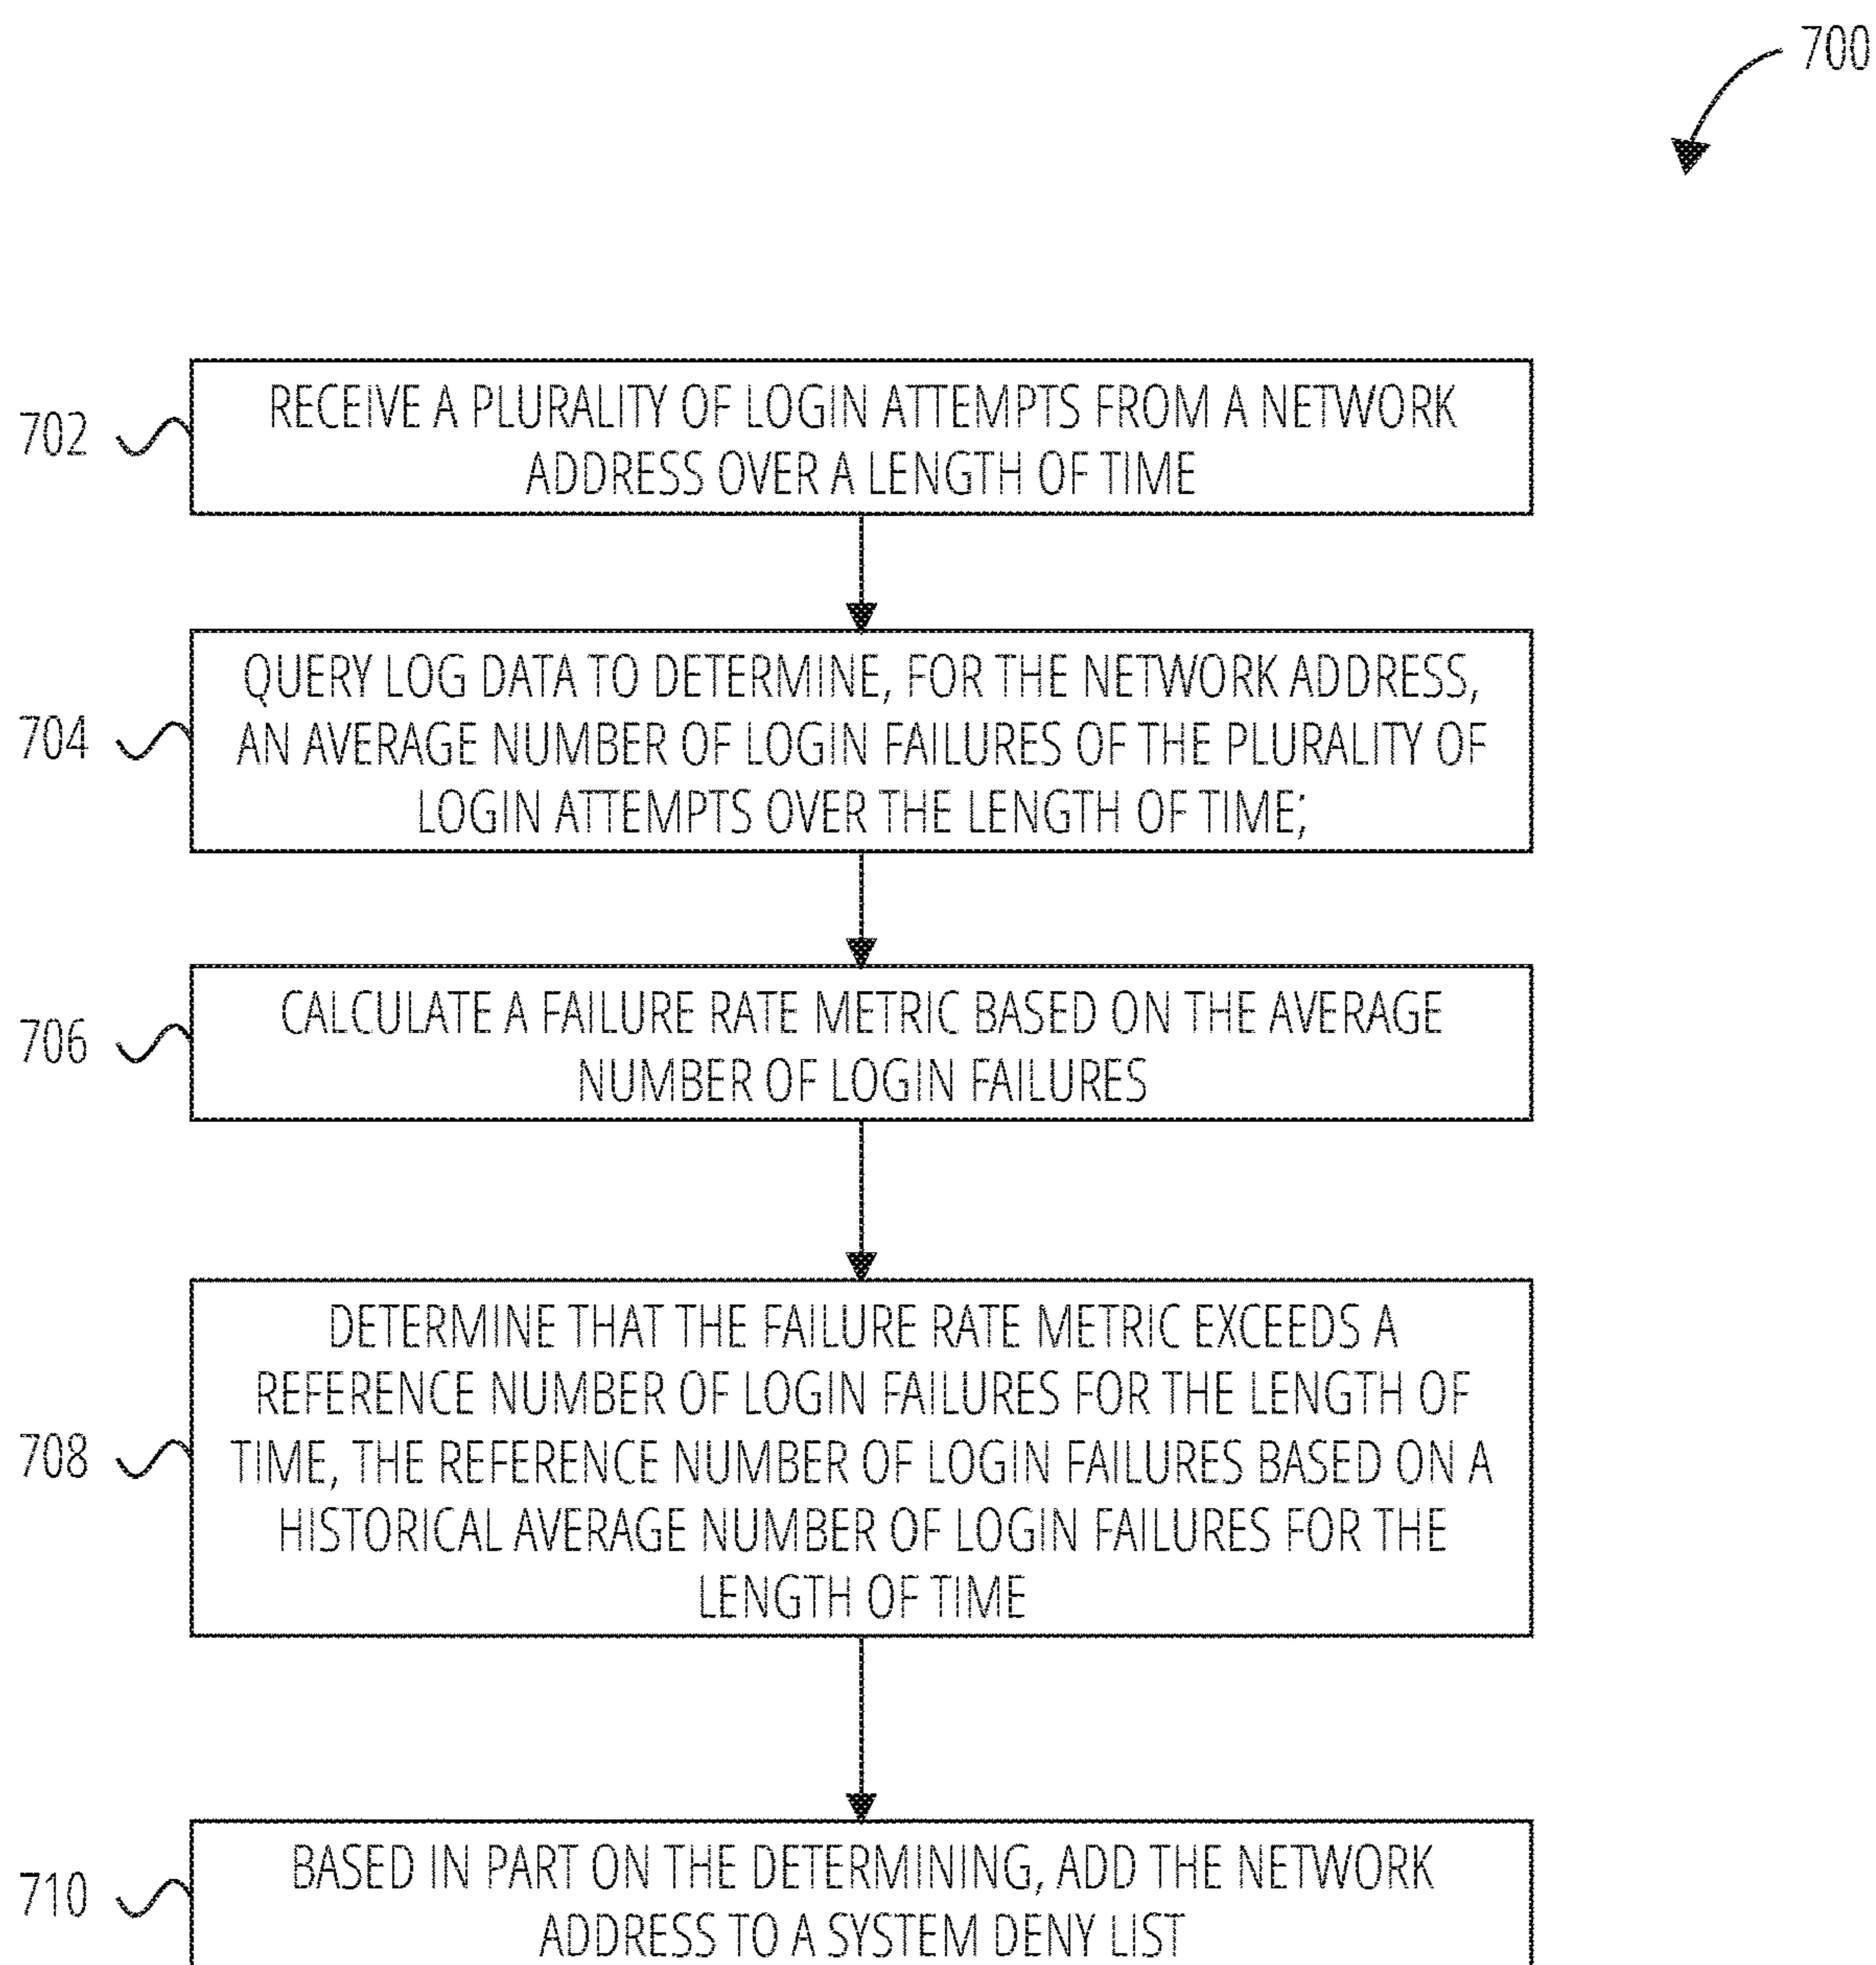 700
702
RECEIVE A PLURALITY OF LOGIN ATTEMPTS FROM A NETWORK
ADDRESS OVER A LENGTH OF TIME
704
QUERY LOG DATA TO DETERMINE, FOR THE NETWORK ADDRESS,
AN AVERAGE NUMBER OF LOGIN FAILURES OF THE PLURALITY OF
LOGIN ATTEMPTS OVER THE LENGTH OF TIME;
706
CALCULATE A FAILURE RATE METRIC BASED ON THE AVERAGE
NUMBER OF LOGIN FAILURES
708
DETERMINE THAT THE FAILURE RATE METRIC EXCEEDS A
REFERENCE NUMBER OF LOGIN FAILURES FOR THE LENGTH OF
TIME, THE REFERENCE NUMBER OF LOGIN FAILURES BASED ON A
HISTORICAL AVERAGE NUMBER OF LOGIN FAILURES FOR THE
LENGTH OF TIME
710
BASED IN PART ON THE DETERMINING, ADD THE NETWORK
ADDRESS TO A SYSTEM DENY LIST